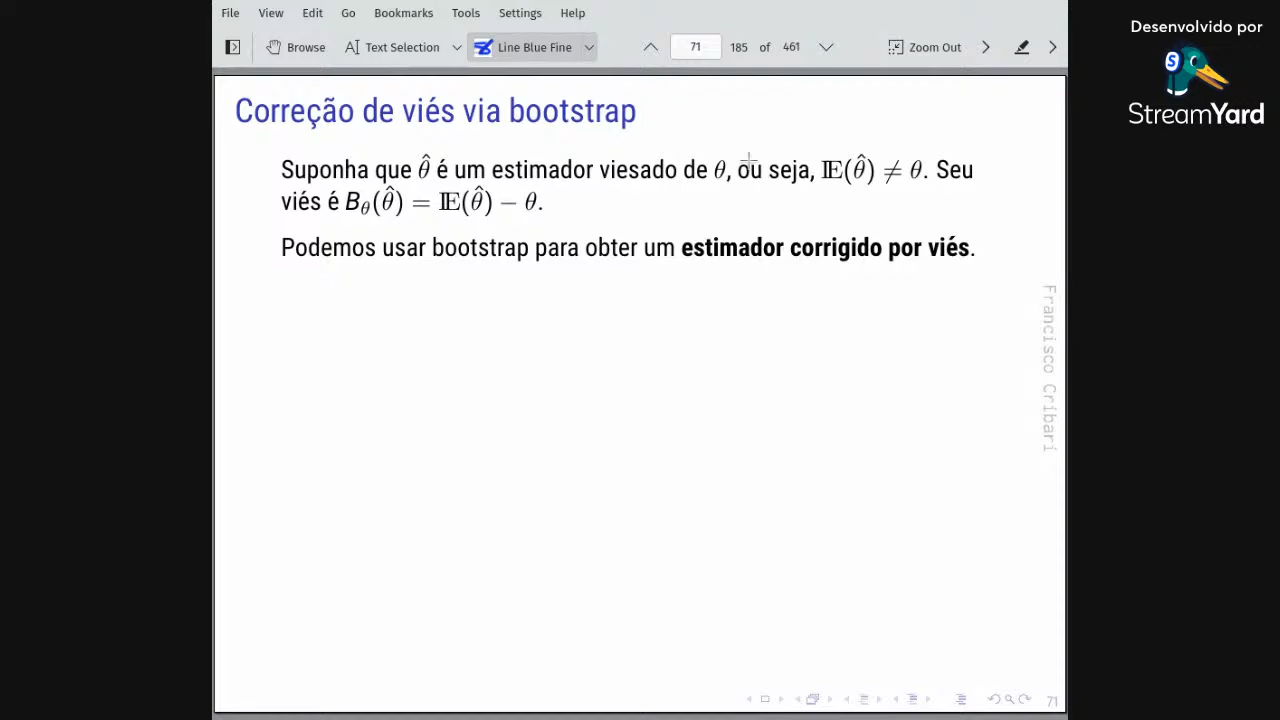 File View Edit Go Bookmarks Tools Settings Help
Browse Text Selection Line Blue Fine 71 185 of 461 Zoom Out
Desenvolvido por
S
StreamYard
Correção de viés via bootstrap
Suponha que θ̂ é um estimador viesado de θ, ou seja, 𝔼(θ̂) ≠ θ. Seu
viés é B_θ(θ̂) = 𝔼(θ̂) − θ.
Podemos usar bootstrap para obter um estimador corrigido por viés.
Francisco Cribari
71